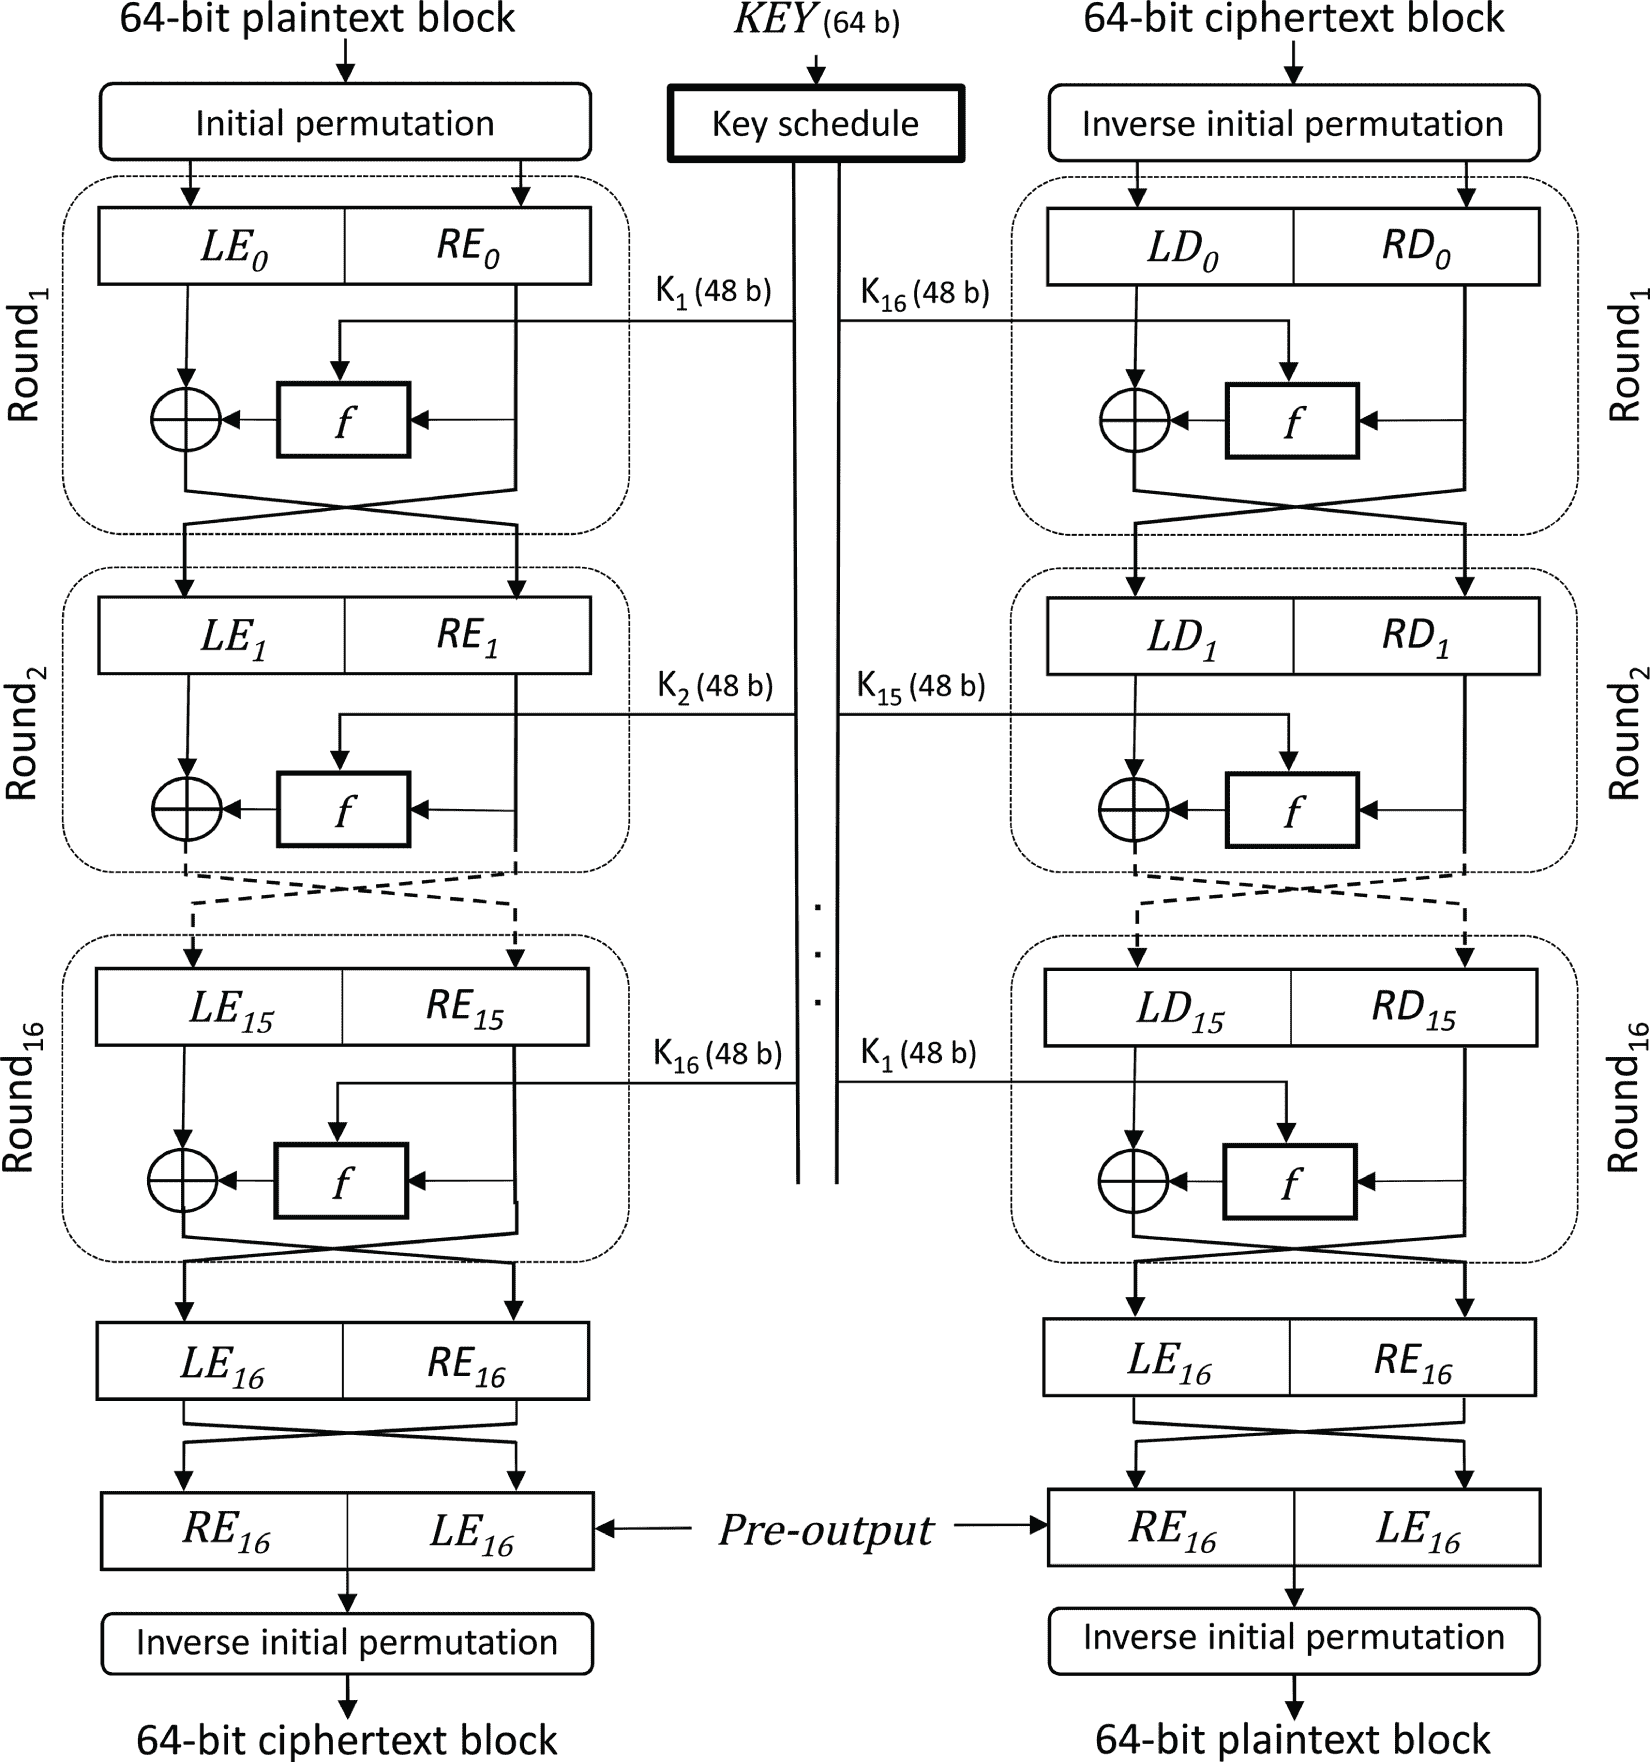 64-bit plaintext block
KEY (64 b)
64-bit ciphertext block
Initial permutation
Key schedule
Inverse initial permutation
LE0 RE0
LD0 RD0
K1 (48 b)
K16 (48 b)
Round1
Round1
f
f
LE1 RE1
LD1 RD1
K2 (48 b)
K15 (48 b)
Round2
Round2
f
f
.
.
.
LE15 RE15
LD15 RD15
K16 (48 b)
K1 (48 b)
Round16
Round16
f
f
LE16 RE16
LE16 RE16
RE16 LE16
Pre-output
RE16 LE16
Inverse initial permutation
Inverse initial permutation
64-bit ciphertext block
64-bit plaintext block